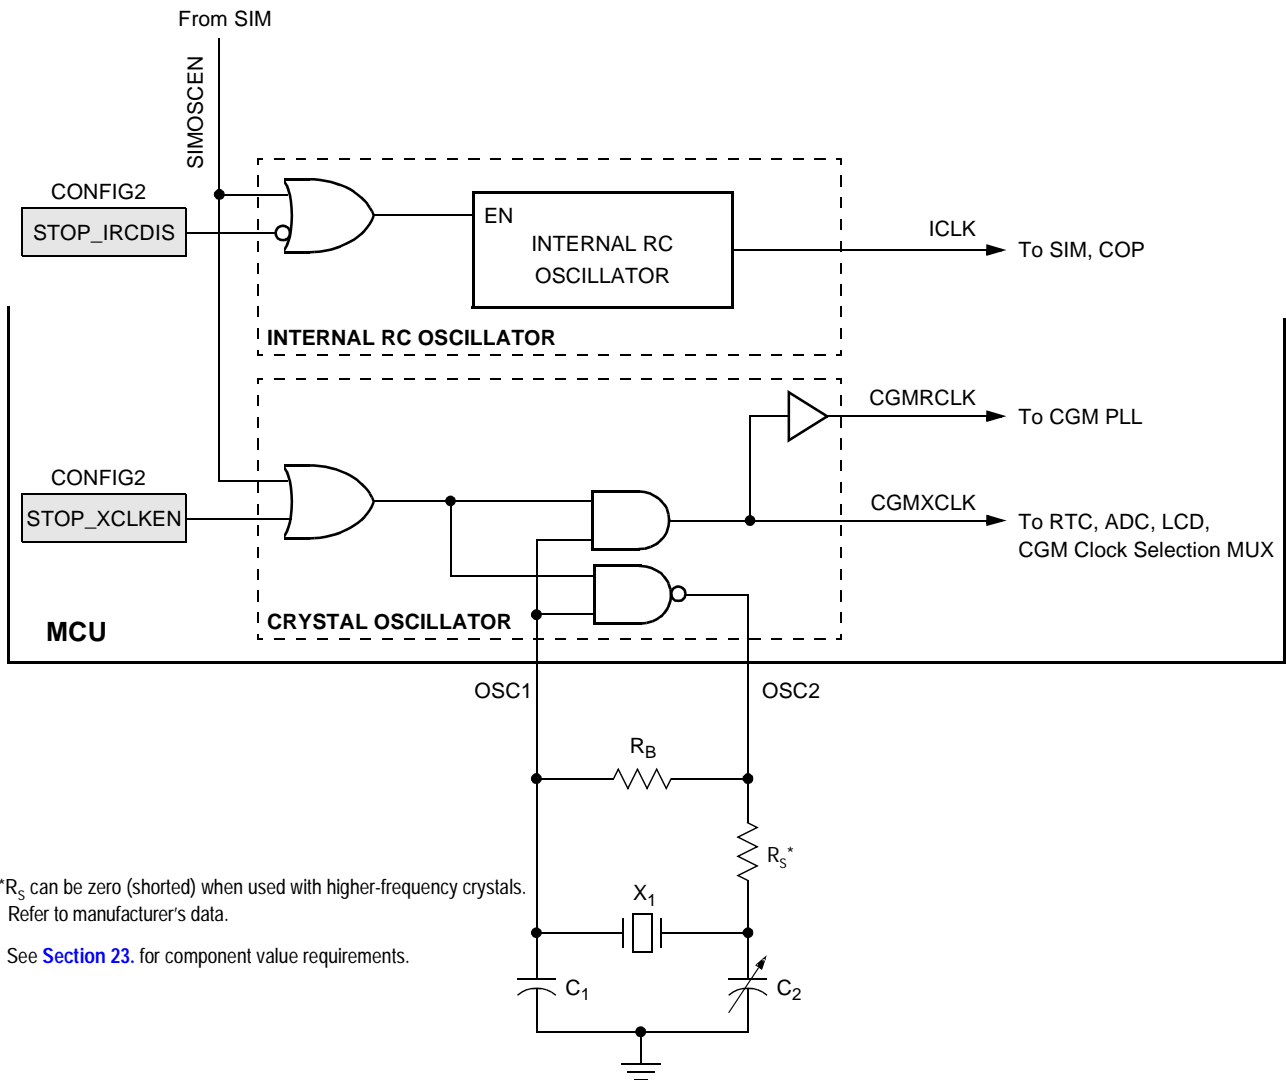 From SIM
SIMOSCEN
CONFIG2
STOP_IRCDIS
EN
INTERNAL RC
OSCILLATOR
ICLK
To SIM, COP
INTERNAL RC OSCILLATOR
CGMRCLK
To CGM PLL
CONFIG2
STOP_XCLKEN
CGMXCLK
To RTC, ADC, LCD,
CGM Clock Selection MUX
CRYSTAL OSCILLATOR
MCU
OSC1
OSC2
RB
RS*
*RS can be zero (shorted) when used with higher-frequency crystals.
Refer to manufacturer's data.
X1
See Section 23. for component value requirements.
C1
C2